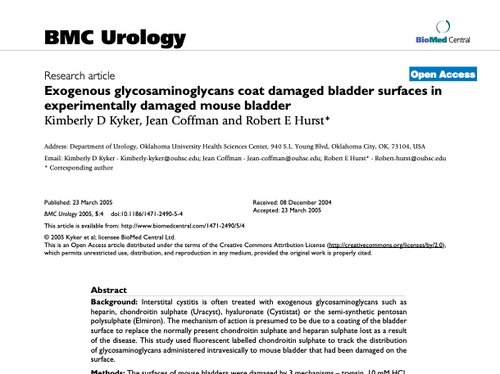 BMC Urology
BioMed Central
Research article
Open Access
Exogenous glycosaminoglycans coat damaged bladder surfaces in
experimentally damaged mouse bladder
Kimberly D Kyker, Jean Coffman and Robert E Hurst*
Address: Department of Urology, Oklahoma University Health Sciences Center, 940 S.L. Young Blvd, Oklahoma City, OK, 73104, USA
Email: Kimberly D Kyker - Kimberly-kyker@ouhsc.edu; Jean Coffman - Jean-coffman@ouhsc.edu; Robert E Hurst* - Robert-hurst@ouhsc.edu
* Corresponding author
Published: 23 March 2005
Received: 08 December 2004
Accepted: 23 March 2005
BMC Urology 2005, 5:4 doi:10.1186/1471-2490-5-4
This article is available from: http://www.biomedcentral.com/1471-2490/5/4
© 2005 Kyker et al; licensee BioMed Central Ltd.
This is an Open Access article distributed under the terms of the Creative Commons Attribution License (http://creativecommons.org/licenses/by/2.0),
which permits unrestricted use, distribution, and reproduction in any medium, provided the original work is properly cited.
Abstract
Background: Interstitial cystitis is often treated with exogenous glycosaminoglycans such as
heparin, chondroitin sulphate (Uracyst), hyaluronate (Cystistat) or the semi-synthetic pentosan
polysulphate (Elmiron). The mechanism of action is presumed to be due to a coating of the bladder
surface to replace the normally present chondroitin sulphate and heparan sulphate lost as a result
of the disease. This study used fluorescent labelled chondroitin sulphate to track the distribution
of glycosaminoglycans administered intravesically to mouse bladder that had been damaged on the
surface.
Methods: The surfaces of mouse bladders were damaged by 3 mechanisms – trypsin, 10 mM HCl,